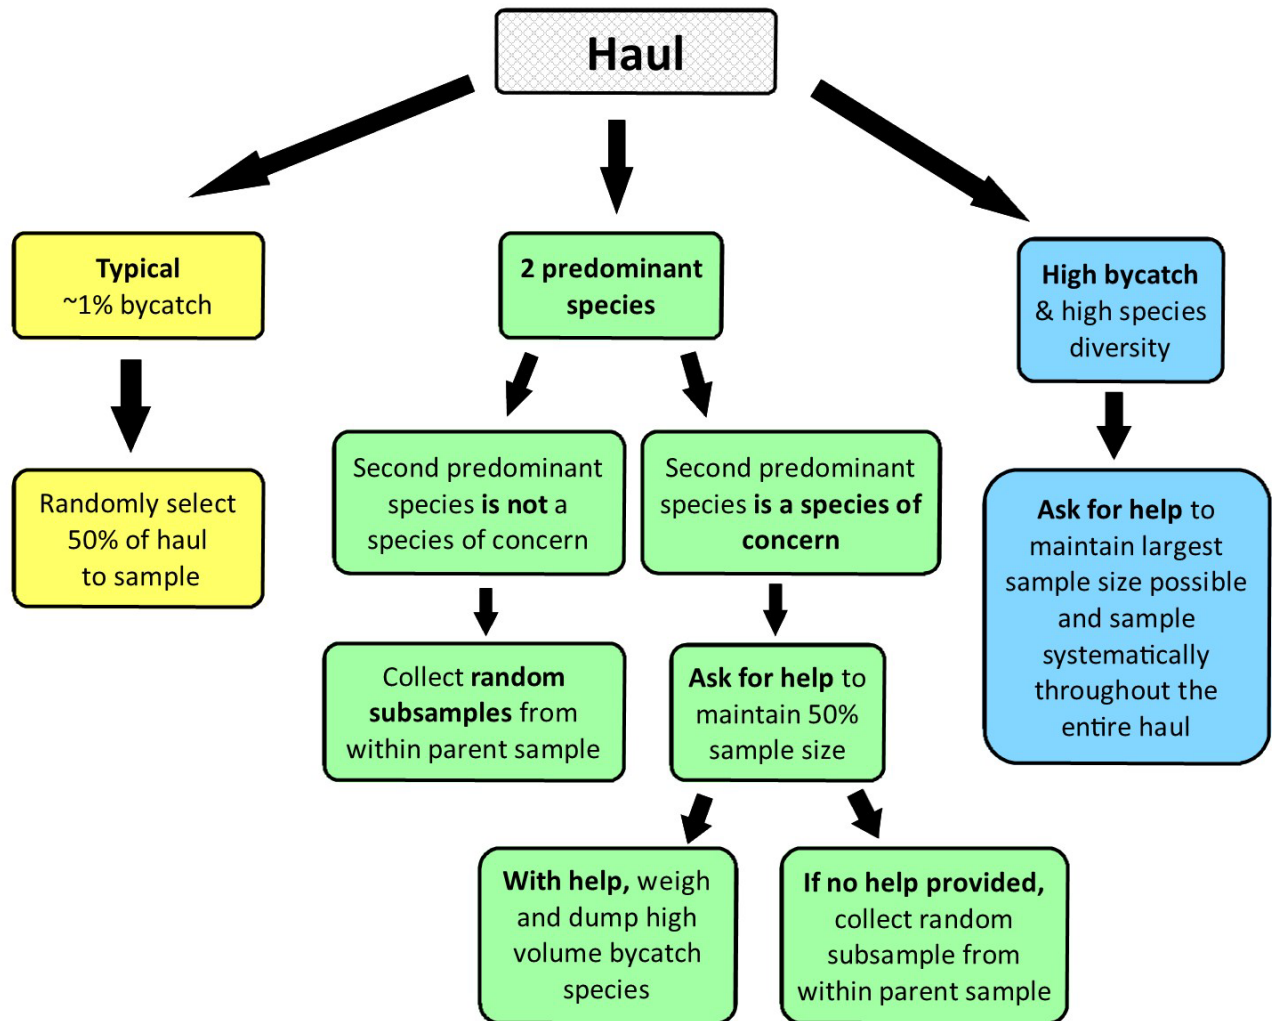 Haul
Typical
~1% bycatch
2 predominant
species
High bycatch
& high species
diversity
Randomly select
50% of haul
to sample
Second predominant
species is not a
species of concern
Second predominant
species is a species of
concern
Ask for help to
maintain largest
sample size possible
and sample
systematically
throughout the
entire haul
Collect random
subsamples from
within parent sample
Ask for help to
maintain 50%
sample size
With help, weigh
and dump high
volume bycatch
species
If no help provided,
collect random
subsample from
within parent sample